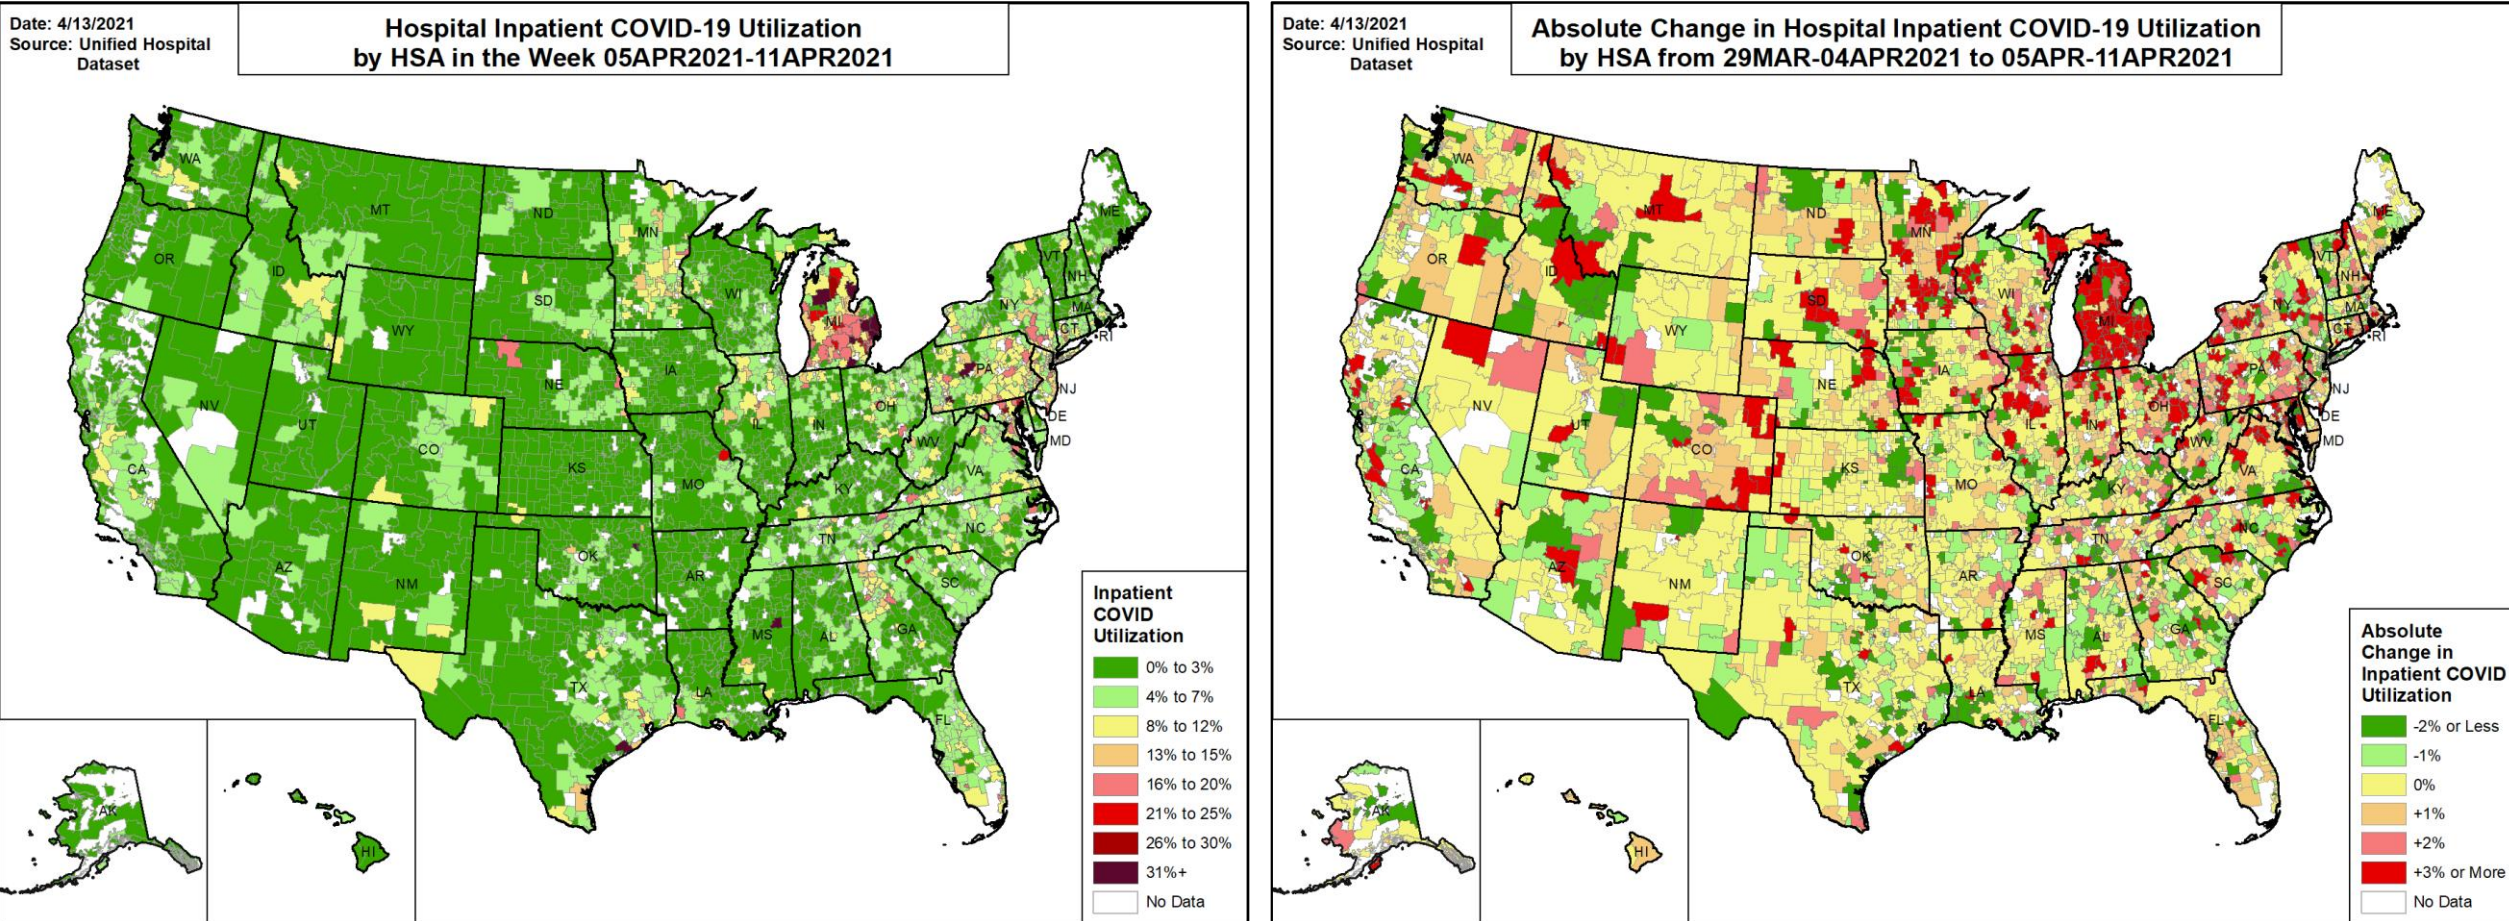 Date: 4/13/2021
Source: Unified Hospital
Dataset
Hospital Inpatient COVID-19 Utilization
by HSA in the Week 05APR2021-11APR2021
WA
MT
ND
MN
ME
OR
ID
SD
WI
MI
VT
NH
NY
MA
CT
RI
WY
NE
IA
PA
NJ
NV
UT
CO
KS
MO
IL
IN
OH
DE
MD
WV
VA
KY
CA
AZ
NM
OK
AR
TN
NC
SC
MS
AL
GA
TX
LA
FL
AK
HI
Inpatient
COVID
Utilization
0% to 3%
4% to 7%
8% to 12%
13% to 15%
16% to 20%
21% to 25%
26% to 30%
31%+
No Data
Date: 4/13/2021
Source: Unified Hospital
Dataset
Absolute Change in Hospital Inpatient COVID-19 Utilization
by HSA from 29MAR-04APR2021 to 05APR-11APR2021
WA
MT
ND
MN
ME
OR
ID
SD
WI
MI
VT
NH
NY
MA
CT
RI
WY
NE
IA
PA
NJ
NV
UT
CO
KS
MO
IL
IN
OH
DE
MD
WV
VA
KY
CA
AZ
NM
OK
AR
TN
NC
SC
MS
AL
GA
TX
LA
FL
AK
HI
Absolute
Change in
Inpatient COVID
Utilization
-2% or Less
-1%
0%
+1%
+2%
+3% or More
No Data